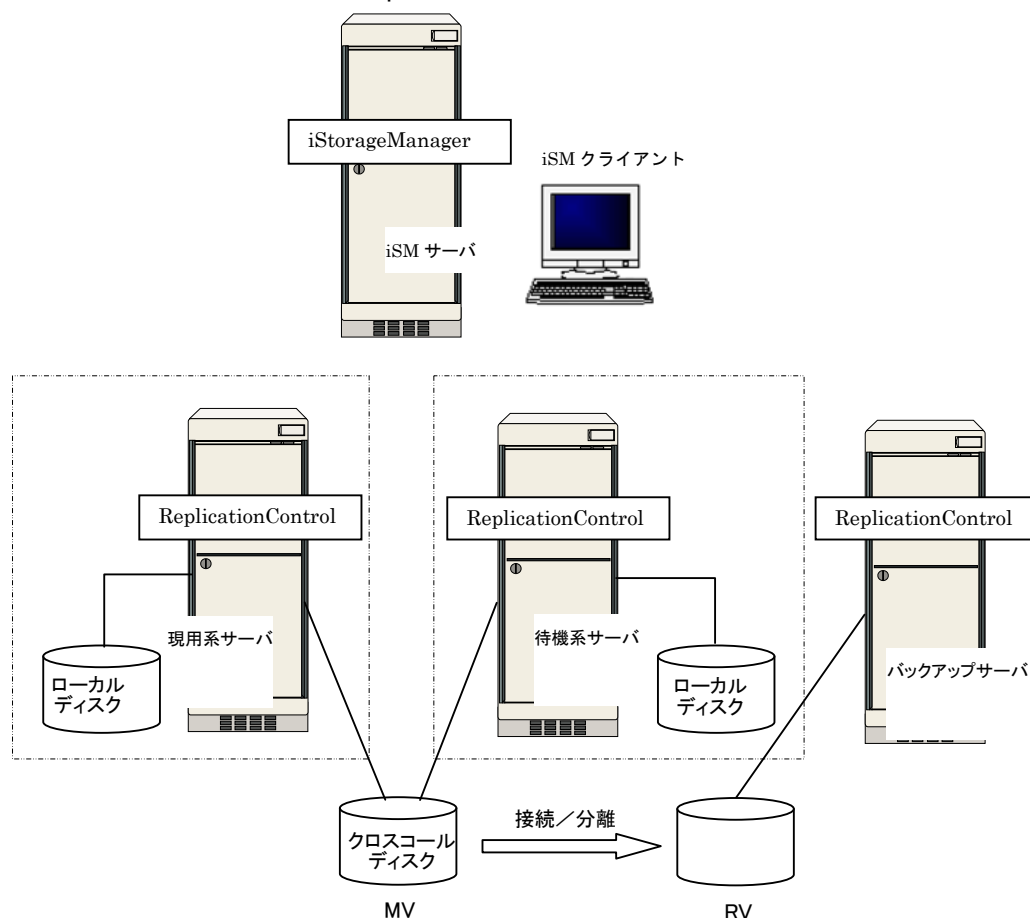 iStorageManager
iSM クライアント
iSM サーバ
ReplicationControl
ReplicationControl
ReplicationControl
現用系サーバ
待機系サーバ
バックアップサーバ
ローカル
ディスク
ローカル
ディスク
クロスコール
ディスク
接続／分離
MV
RV